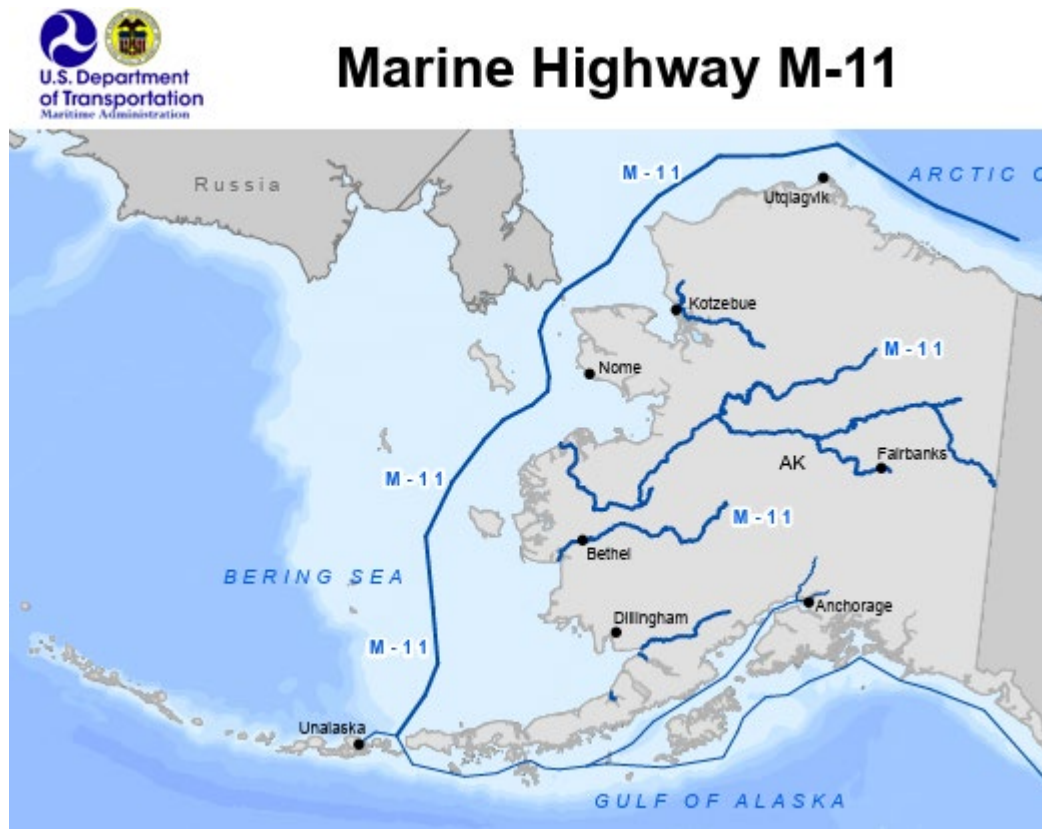 U.S. Department
of Transportation
Maritime Administration
Marine Highway M-11
Russia
M-11
ARCTIC O
Utqiagvik
Kotzebue
M-11
Nome
M-11
AK
Fairbanks
M-11
Bethel
BERING SEA
Anchorage
Dillingham
M-11
Unalaska
GULF OF ALASKA